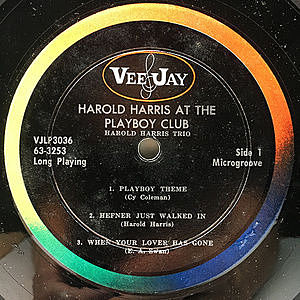 VEE JAY
HAROLD HARRIS AT THE
PLAYBOY CLUB
HAROLD HARRIS TRIO
VJLP3036
63-3253
Long Playing
Side 1
Microgroove
1. PLAYBOY THEME
(Cy Coleman)
2. HEFNER JUST WALKED IN
(Harold Harris)
3. WHEN YOUR LOVER HAS GONE
(E. A. Swan)